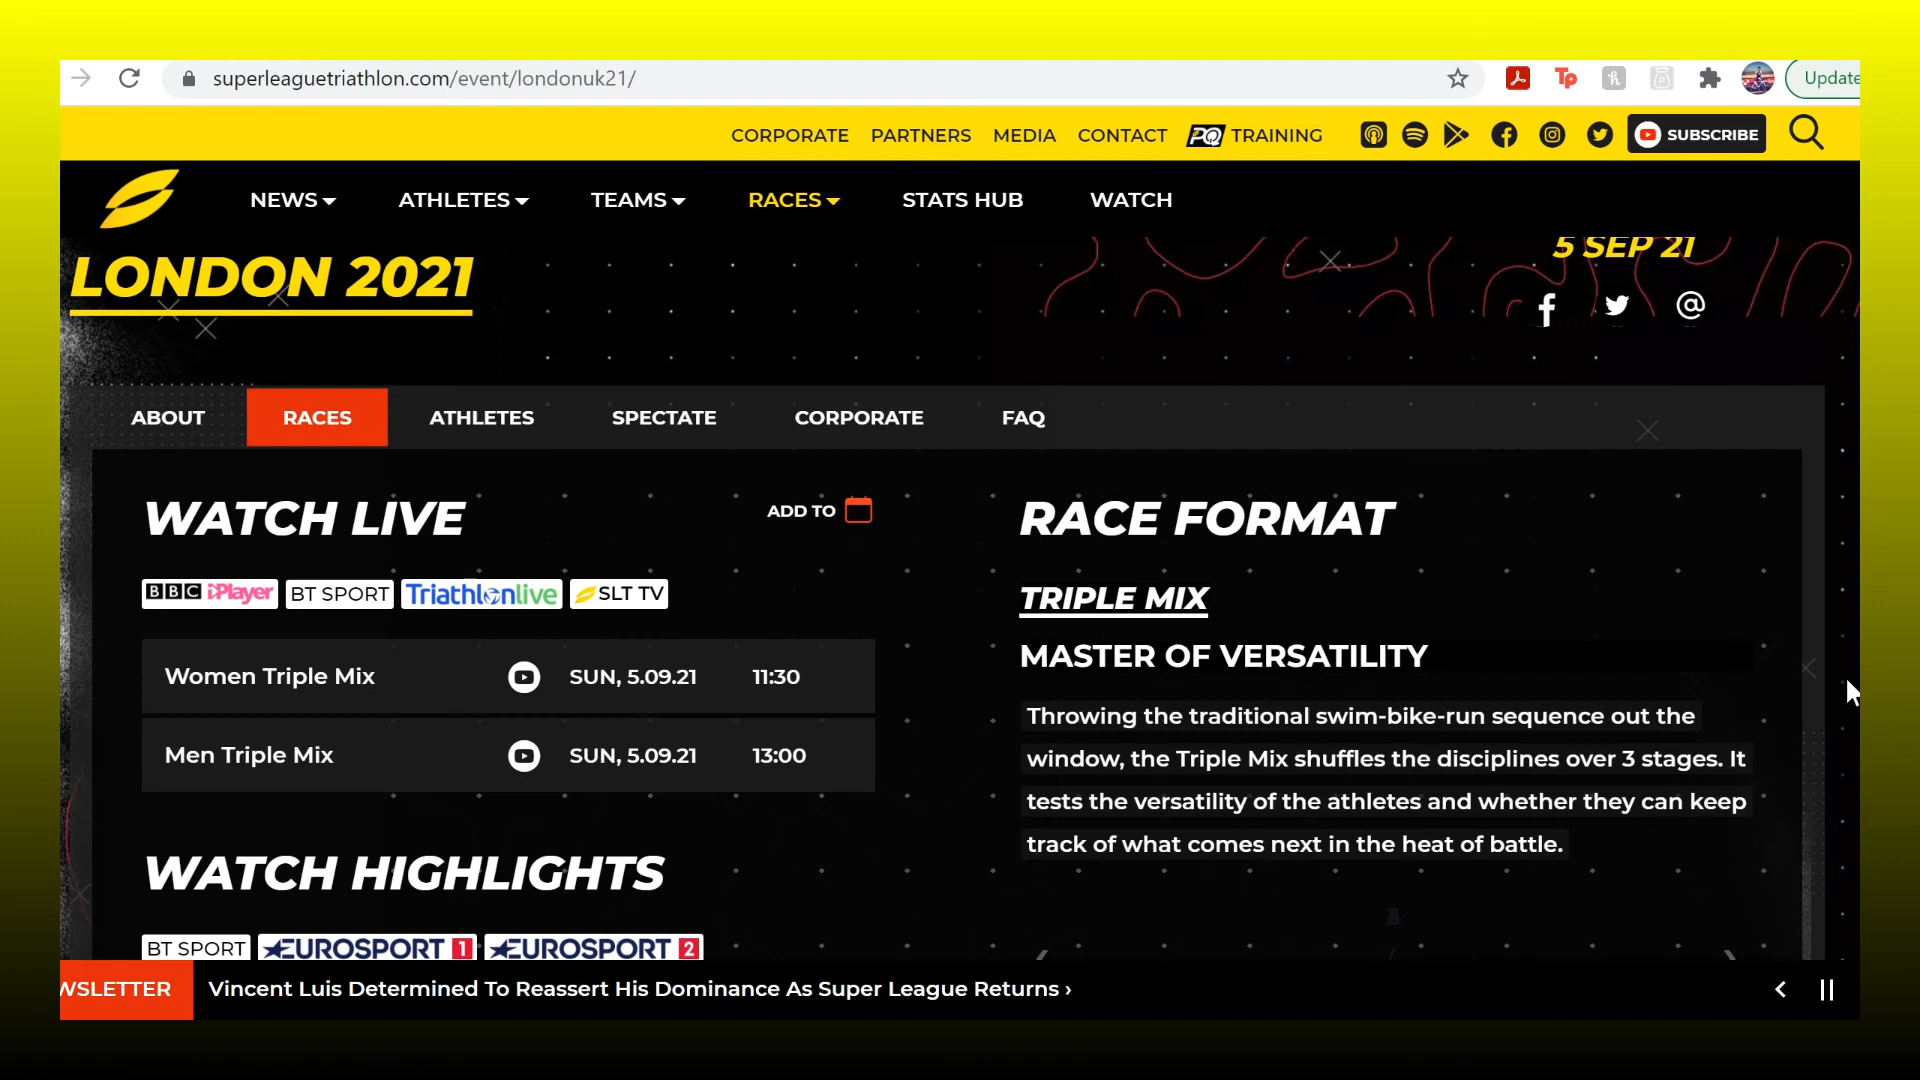 superleaguetriathlon.com/event/londonuk21/
Update
CORPORATE PARTNERS MEDIA CONTACT PQ TRAINING SUBSCRIBE
NEWS ATHLETES TEAMS RACES STATS HUB WATCH
5 SEP 21
LONDON 2021
ABOUT RACES ATHLETES SPECTATE CORPORATE FAQ
WATCH LIVE
ADD TO
BBC iPlayer BT SPORT Triathlonlive SLT TV
Women Triple Mix SUN, 5.09.21 11:30
Men Triple Mix SUN, 5.09.21 13:00
WATCH HIGHLIGHTS
BT SPORT EUROSPORT 1 EUROSPORT 2
RACE FORMAT
TRIPLE MIX
MASTER OF VERSATILITY
Throwing the traditional swim-bike-run sequence out the
window, the Triple Mix shuffles the disciplines over 3 stages. It
tests the versatility of the athletes and whether they can keep
track of what comes next in the heat of battle.
WSLETTER Vincent Luis Determined To Reassert His Dominance As Super League Returns ›